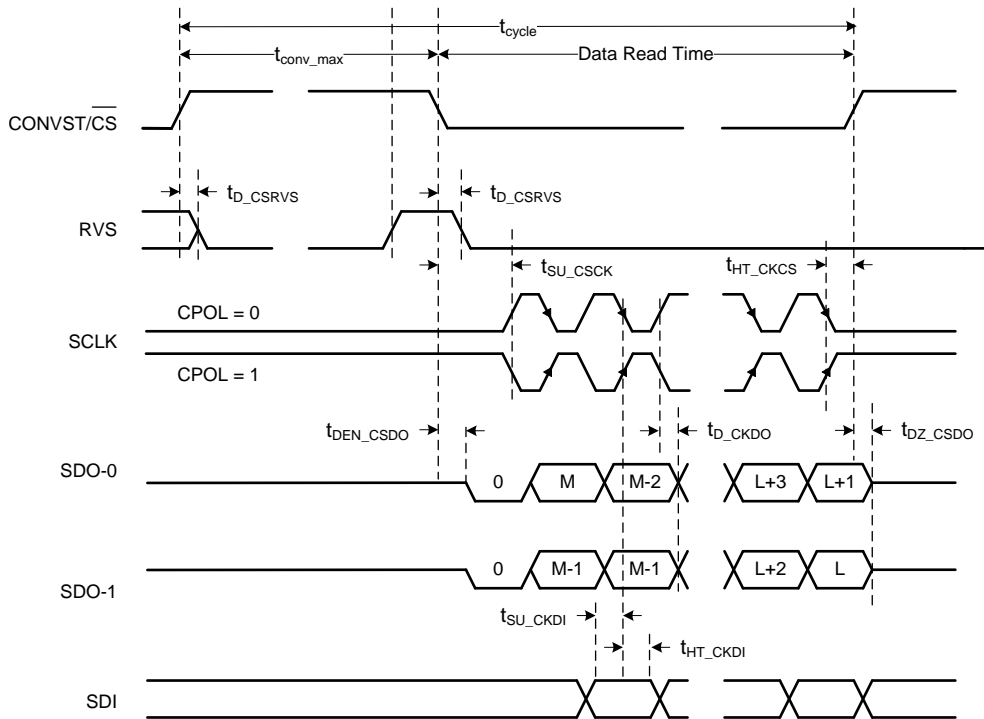 t_cycle
t_conv_max Data Read Time
CONVST/C̅S̅
t_D_CSRVS t_D_CSRVS
RVS
t_SU_CSCK t_HT_CKCS
CPOL = 0
SCLK
CPOL = 1
t_DEN_CSDO t_D_CKDO t_DZ_CSDO
SDO-0 0 M M-2 L+3 L+1
SDO-1 0 M-1 M-1 L+2 L
t_SU_CKDI
t_HT_CKDI
SDI